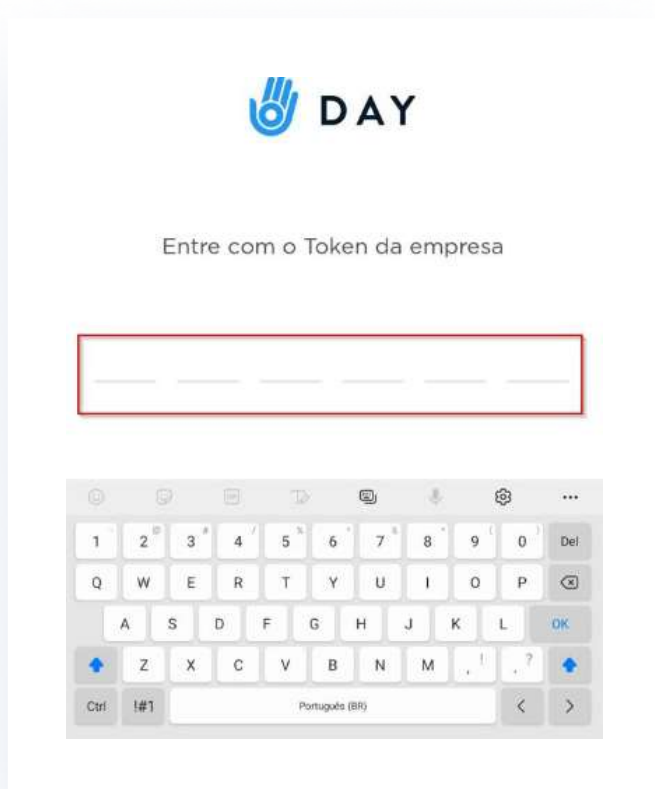 DAY
Entre com o Token da empresa
1 2 @ 3 # 4 / 5 % 6 7 & 8 * 9 ( 0 ) Del
Q W E R T Y U I O P
A S D F G H J K L OK
Z X C V B N M , ! . ?
Ctrl !#1 Português (BR) < >